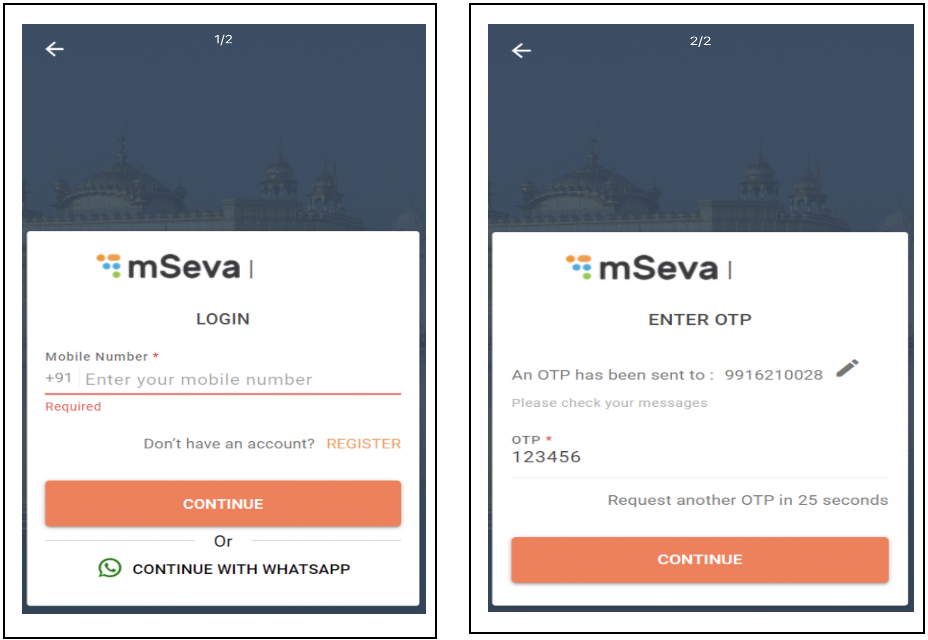 1/2
mSeva |
LOGIN
Mobile Number *
+91 Enter your mobile number
Required
Don't have an account? REGISTER
CONTINUE
Or
CONTINUE WITH WHATSAPP
2/2
mSeva |
ENTER OTP
An OTP has been sent to : 9916210028
Please check your messages
OTP *
123456
Request another OTP in 25 seconds
CONTINUE